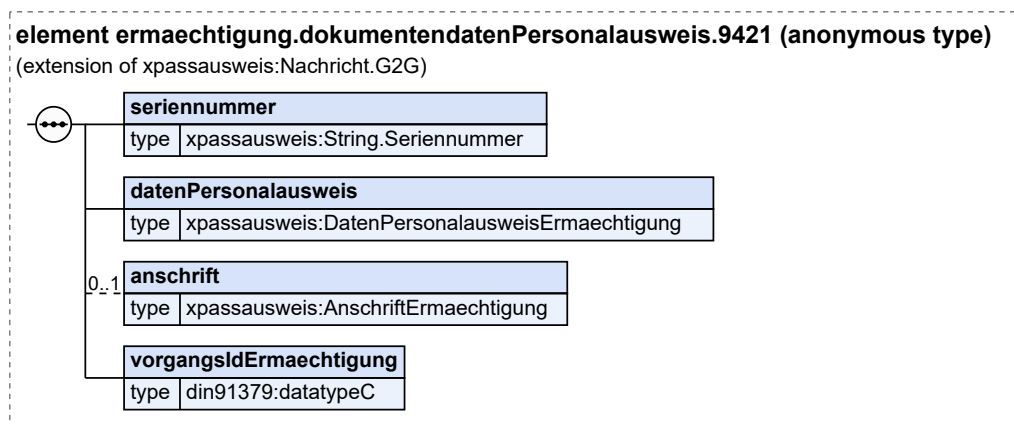 element ermaechtigung.dokumentendatenPersonalausweis.9421 (anonymous type)
(extension of xpassausweis:Nachricht.G2G)
seriennummer
type xpassausweis:String.Seriennummer
datenPersonalausweis
type xpassausweis:DatenPersonalausweisErmaechtigung
0..1 anschrift
type xpassausweis:AnschriftErmaechtigung
vorgangsIdErmaechtigung
type din91379:datatypeC